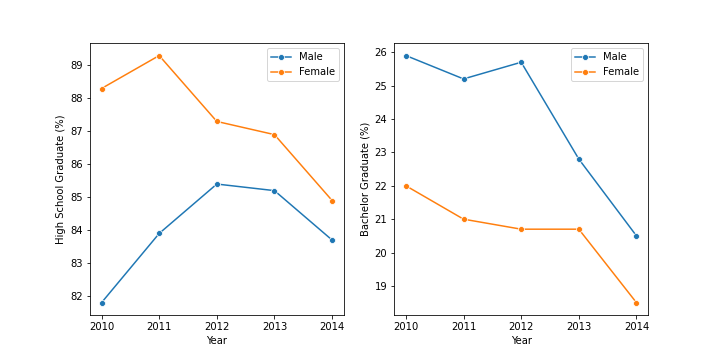 High School Graduate (%)
89
88
87
86
85
84
83
82
2010 2011 2012 2013 2014
Year
Male
Female
Bachelor Graduate (%)
26
25
24
23
22
21
20
19
2010 2011 2012 2013 2014
Year
Male
Female